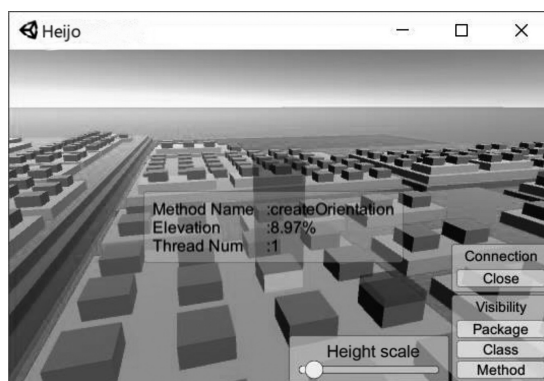 Heijo
Method Name :createOrientation
Elevation :8.97%
Thread Num :1
Connection
Close
Visibility
Package
Class
Method
Height scale